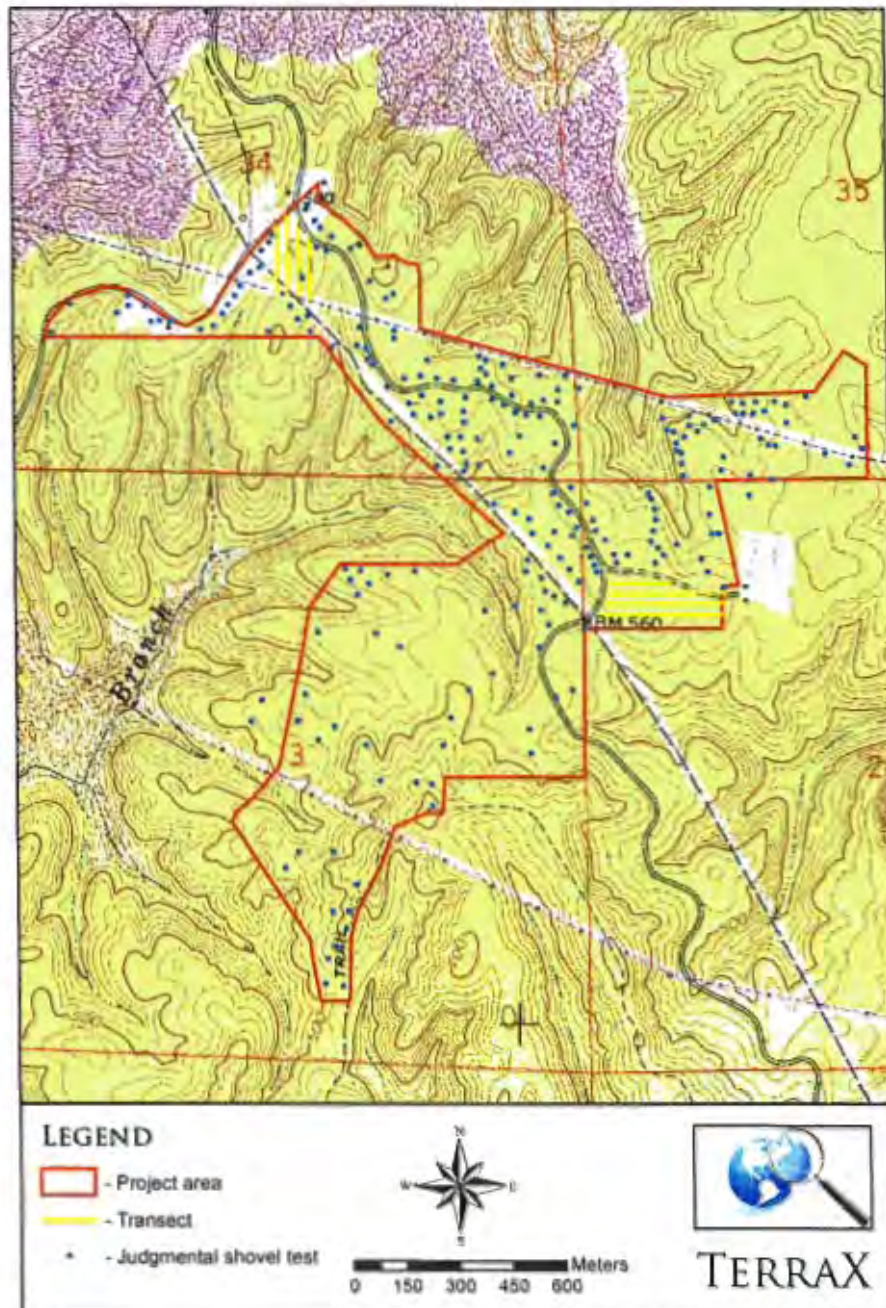 34
35
BM 560
Branch
3
2
TRAIL
LEGEND
- Project area
- Transect
- Judgmental shovel test
N
W
E
S
Meters
0 150 300 450 600
TERRAX